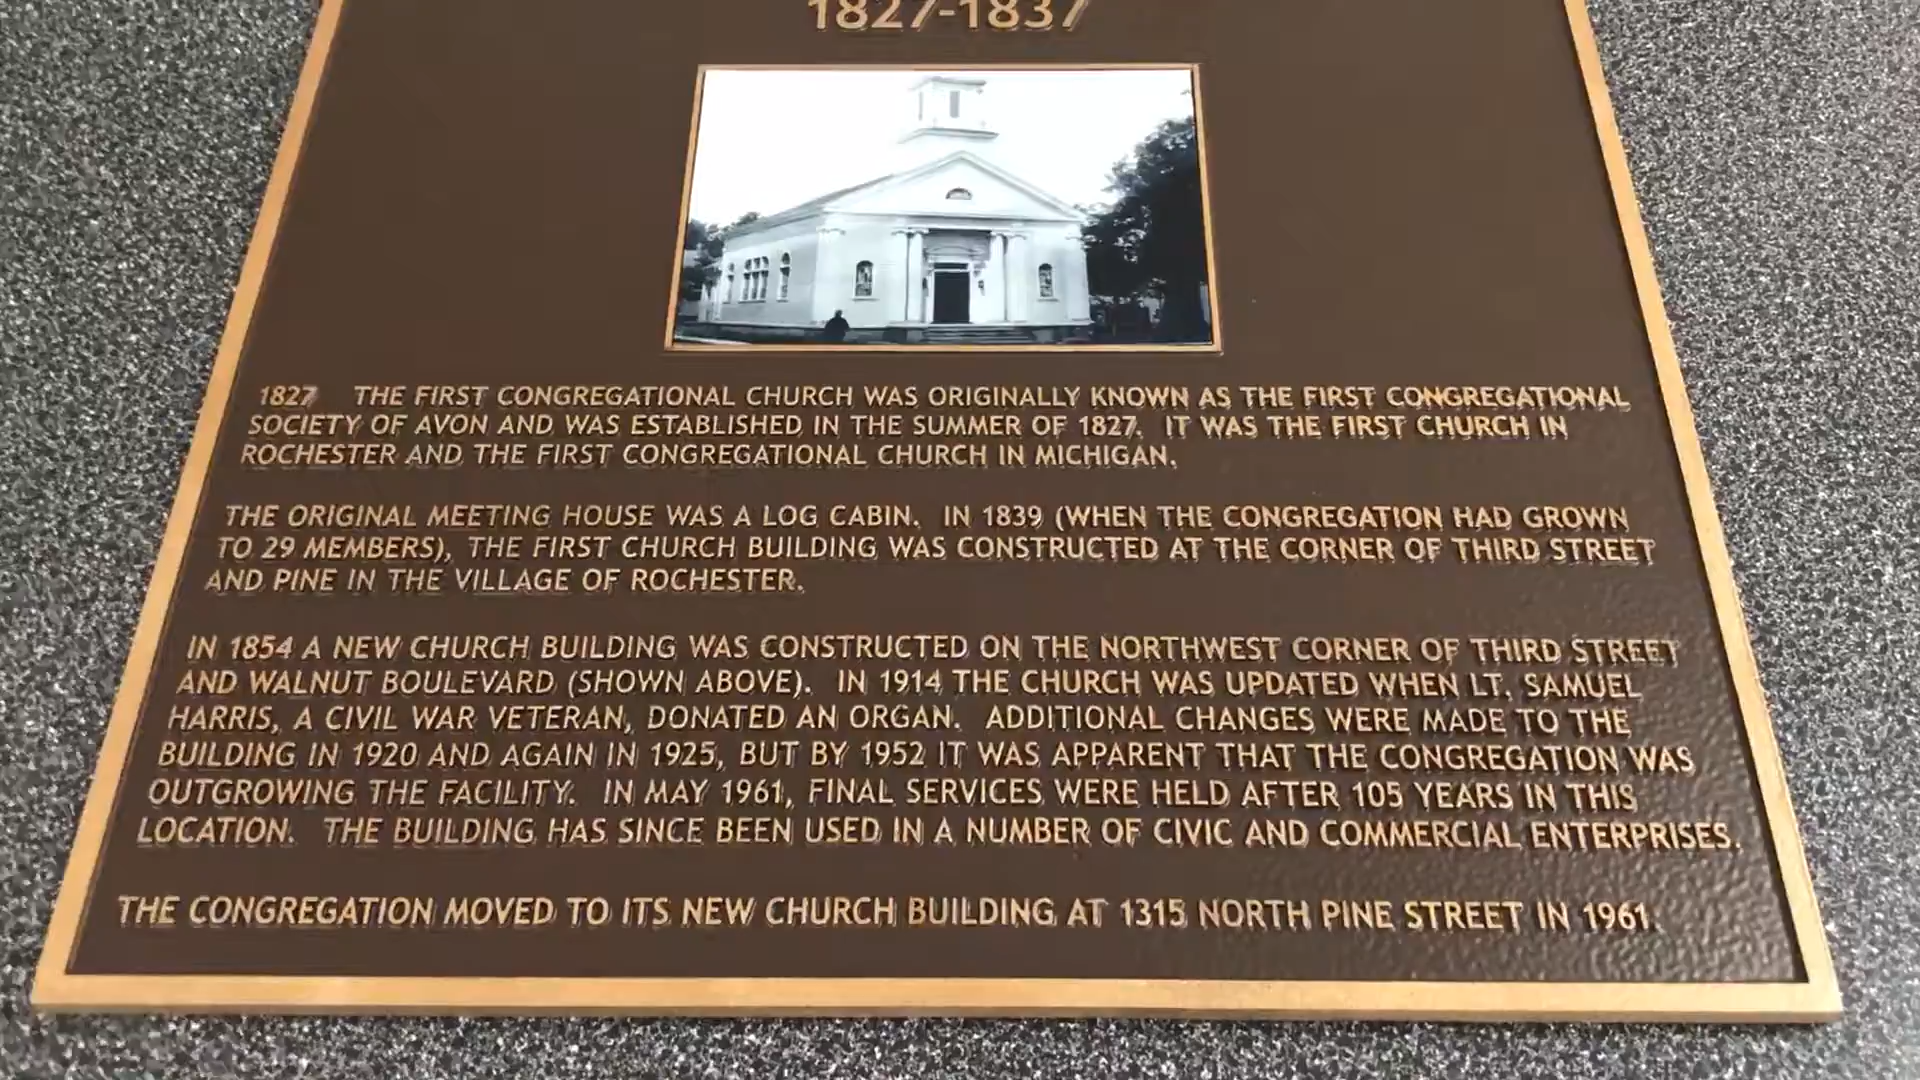 1827-1837
1827 THE FIRST CONGREGATIONAL CHURCH WAS ORIGINALLY KNOWN AS THE FIRST CONGREGATIONAL
SOCIETY OF AVON AND WAS ESTABLISHED IN THE SUMMER OF 1827. IT WAS THE FIRST CHURCH IN
ROCHESTER AND THE FIRST CONGREGATIONAL CHURCH IN MICHIGAN.
THE ORIGINAL MEETING HOUSE WAS A LOG CABIN. IN 1839 (WHEN THE CONGREGATION HAD GROWN
TO 29 MEMBERS), THE FIRST CHURCH BUILDING WAS CONSTRUCTED AT THE CORNER OF THIRD STREET
AND PINE IN THE VILLAGE OF ROCHESTER.
IN 1854 A NEW CHURCH BUILDING WAS CONSTRUCTED ON THE NORTHWEST CORNER OF THIRD STREET
AND WALNUT BOULEVARD (SHOWN ABOVE). IN 1914 THE CHURCH WAS UPDATED WHEN LT. SAMUEL
HARRIS, A CIVIL WAR VETERAN, DONATED AN ORGAN. ADDITIONAL CHANGES WERE MADE TO THE
BUILDING IN 1920 AND AGAIN IN 1925, BUT BY 1952 IT WAS APPARENT THAT THE CONGREGATION WAS
OUTGROWING THE FACILITY. IN MAY 1961, FINAL SERVICES WERE HELD AFTER 105 YEARS IN THIS
LOCATION. THE BUILDING HAS SINCE BEEN USED IN A NUMBER OF CIVIC AND COMMERCIAL ENTERPRISES.
THE CONGREGATION MOVED TO ITS NEW CHURCH BUILDING AT 1315 NORTH PINE STREET IN 1961.